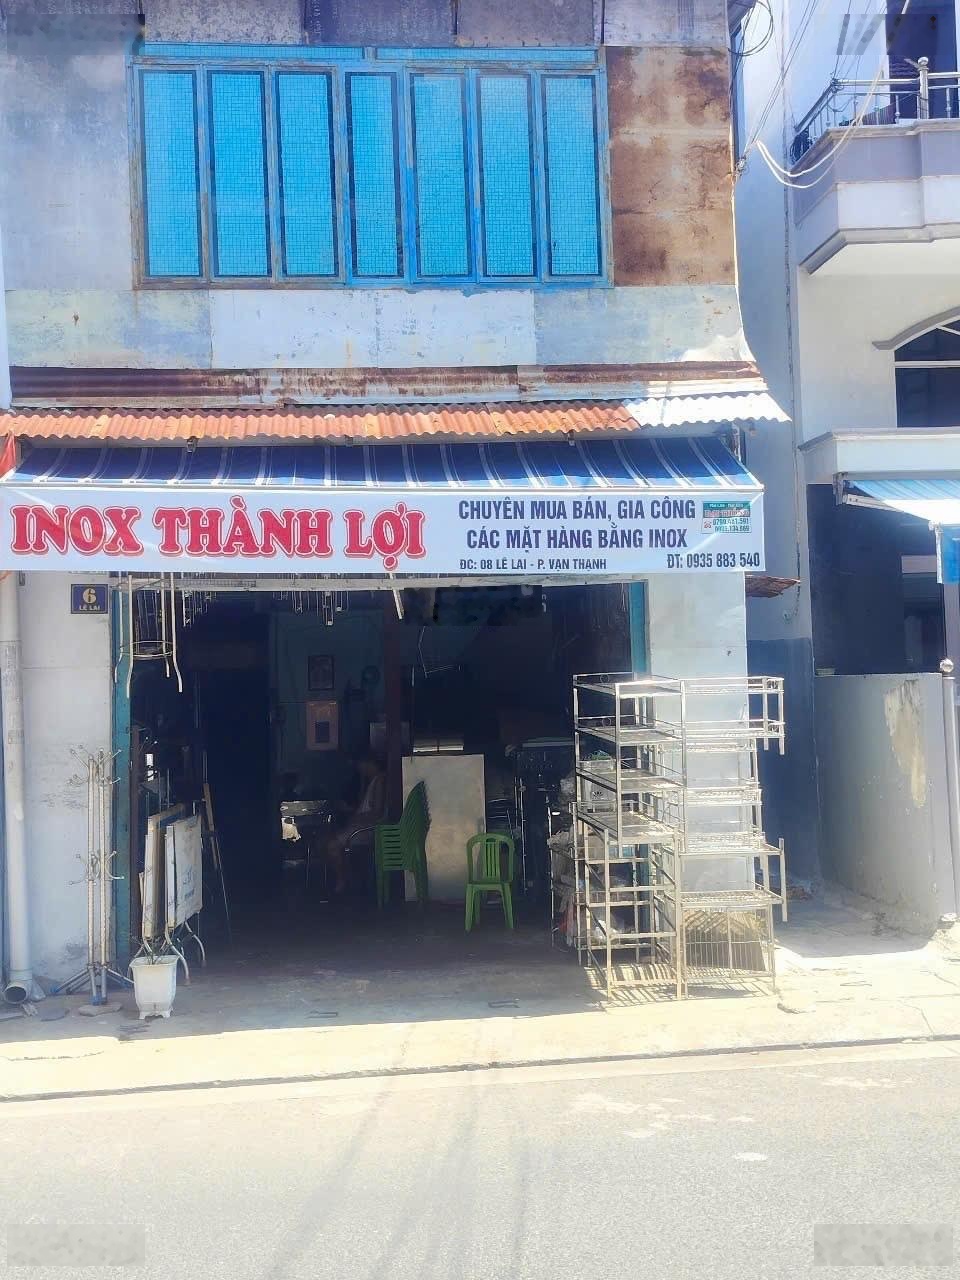 INOX THÀNH LỢI
CHUYÊN MUA BÁN, GIA CÔNG
CÁC MẶT HÀNG BẰNG INOX
ĐC: 08 LÊ LAI - P. VẠN THẠNH
ĐT: 0935 883 540
6
LÊ LAI